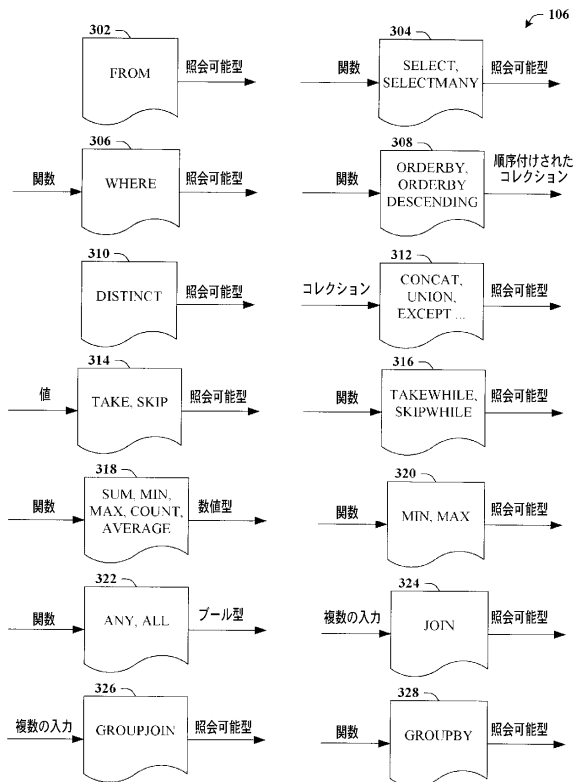 106
302
FROM
照会可能型
304
関数
SELECT,
SELECTMANY
照会可能型
306
関数
WHERE
照会可能型
308
関数
ORDERBY,
ORDERBY
DESCENDING
順序付けされた
コレクション
310
DISTINCT
照会可能型
312
コレクション
CONCAT,
UNION,
EXCEPT ...
照会可能型
314
値
TAKE, SKIP
照会可能型
316
関数
TAKEWHILE,
SKIPWHILE
照会可能型
318
関数
SUM, MIN,
MAX, COUNT,
AVERAGE
数値型
320
関数
MIN, MAX
照会可能型
322
関数
ANY, ALL
ブール型
324
複数の入力
JOIN
照会可能型
326
複数の入力
GROUPJOIN
照会可能型
328
関数
GROUPBY
照会可能型